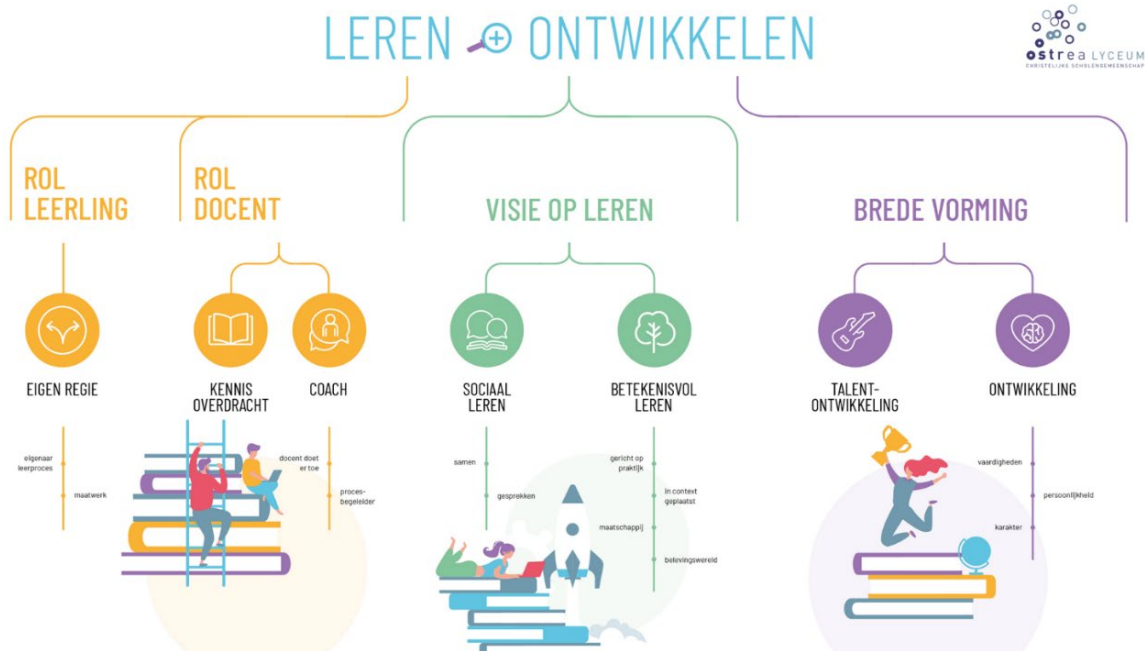 LEREN ONTWIKKELEN
ostrea LYCEUM
CHRISTELIJKE SCHOLENGEMEENSCHAP
ROL
LEERLING
ROL
DOCENT
VISIE OP LEREN
BREDE VORMING
EIGEN REGIE
KENNIS
OVERDRACHT
COACH
SOCIAAL
LEREN
BETEKENISVOL
LEREN
TALENT-
ONTWIKKELING
ONTWIKKELING
eigenaar
leerproces
maatwerk
docent doet
er toe
proces-
begeleider
samen
gesprekken
gericht op
praktijk
in context
geplaatst
maatschappij
belevingswereld
vaardigheden
persoonlijkheid
karakter